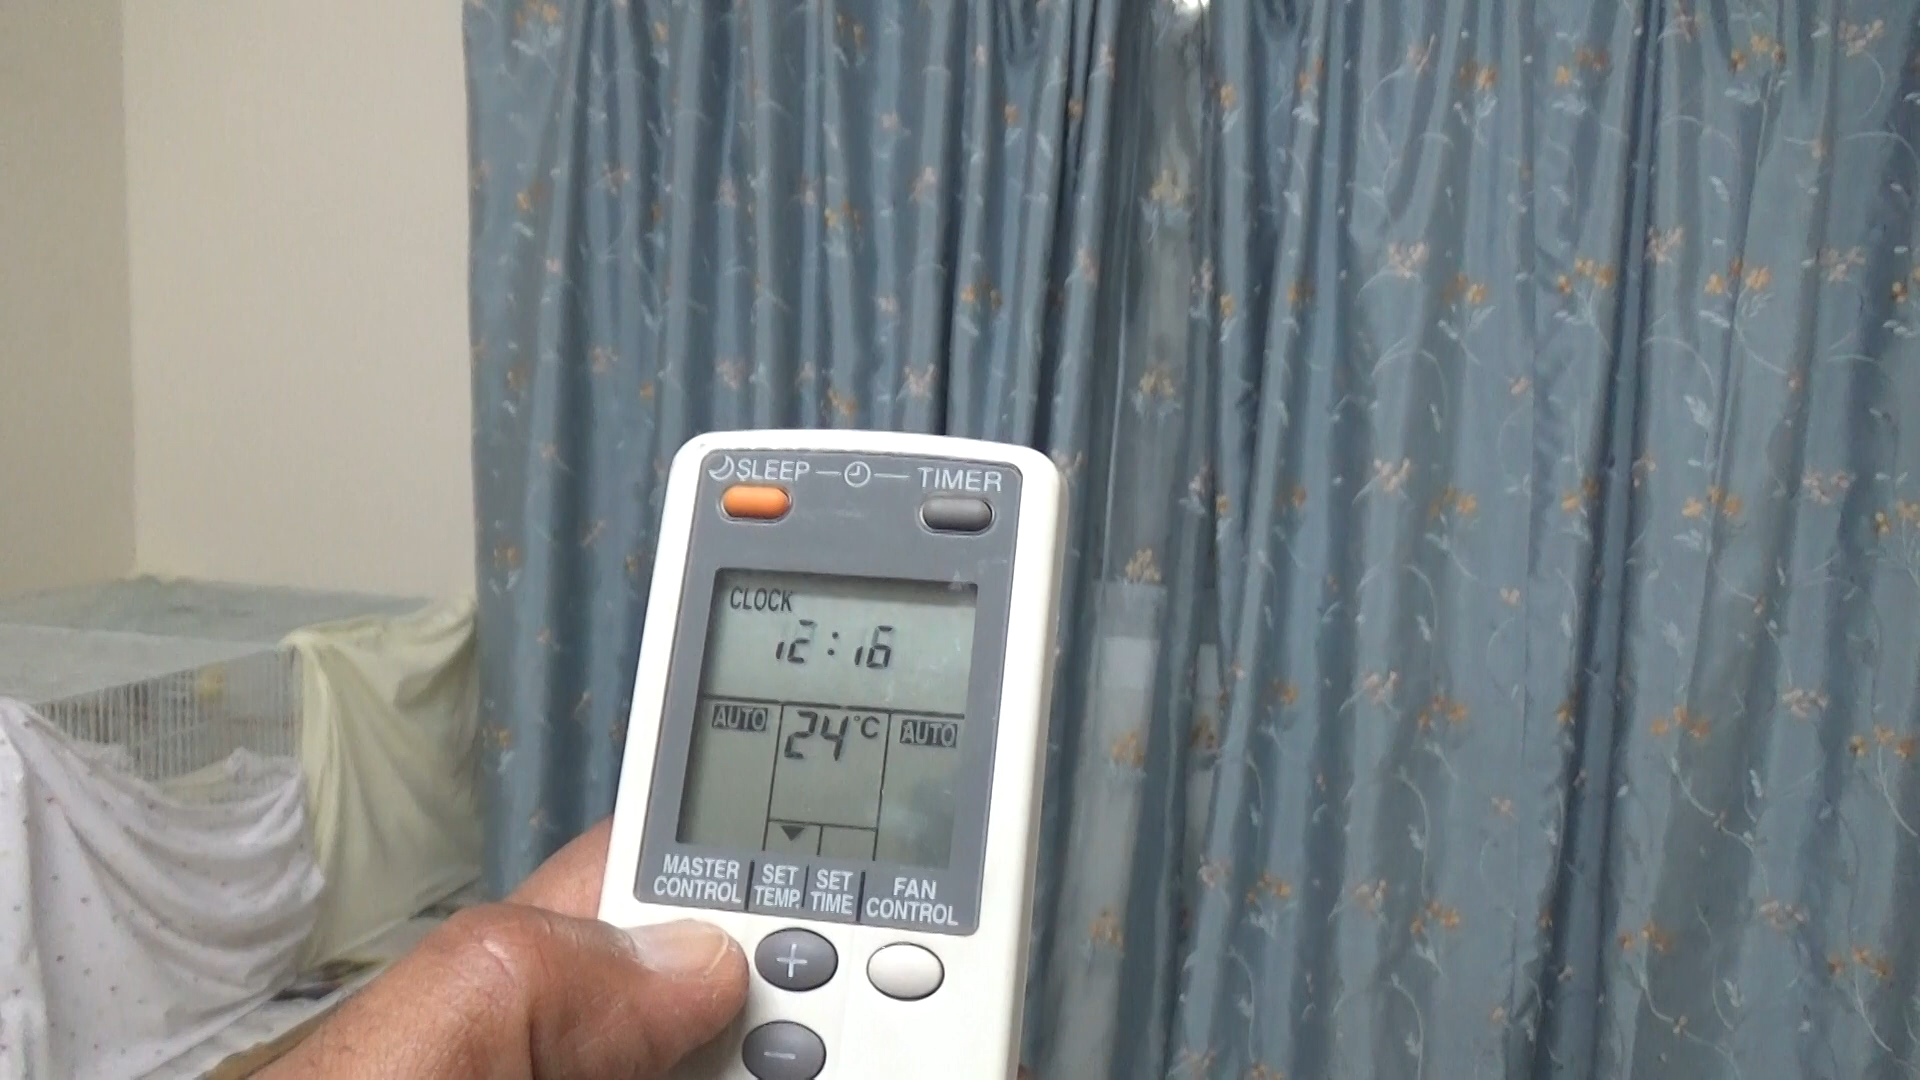 SLEEP TIMER
CLOCK
12:16
AUTO 24°C AUTO
MASTER CONTROL
SET TEMP.
SET TIME
FAN CONTROL
+
−